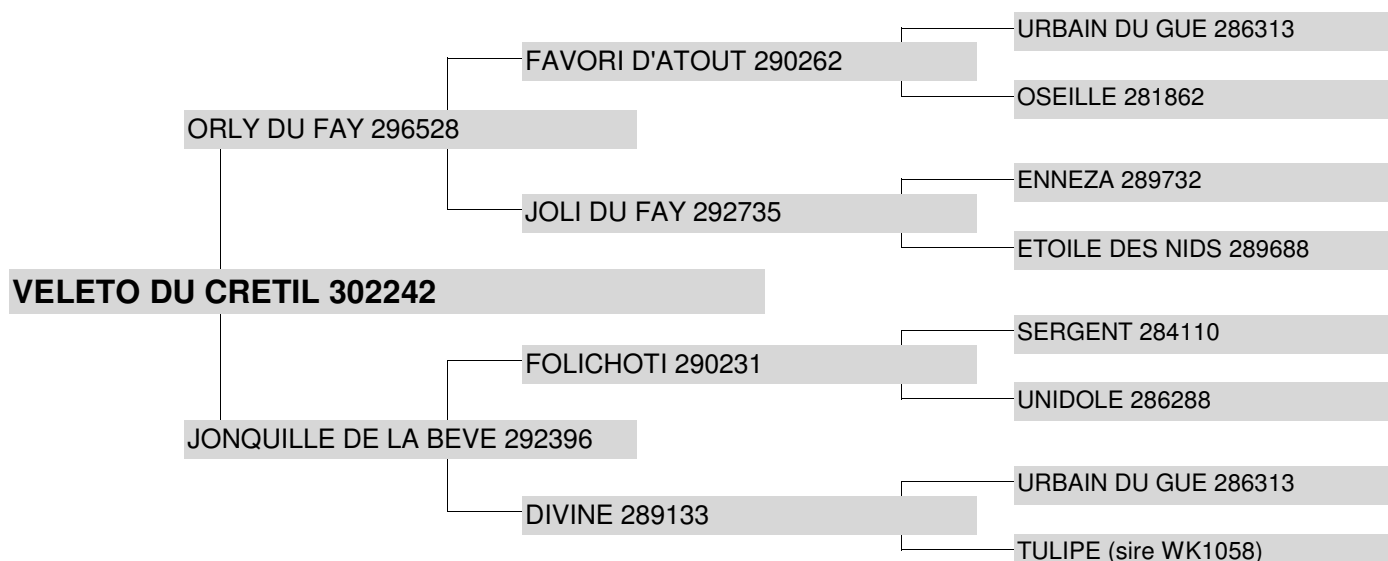 URBAIN DU GUE 286313
FAVORI D'ATOUT 290262
OSEILLE 281862
ORLY DU FAY 296528
ENNEZA 289732
JOLI DU FAY 292735
ETOILE DES NIDS 289688
VELETO DU CRETIL 302242
SERGENT 284110
FOLICHOTI 290231
UNIDOLE 286288
JONQUILLE DE LA BEVE 292396
URBAIN DU GUE 286313
DIVINE 289133
TULIPE (sire WK1058)